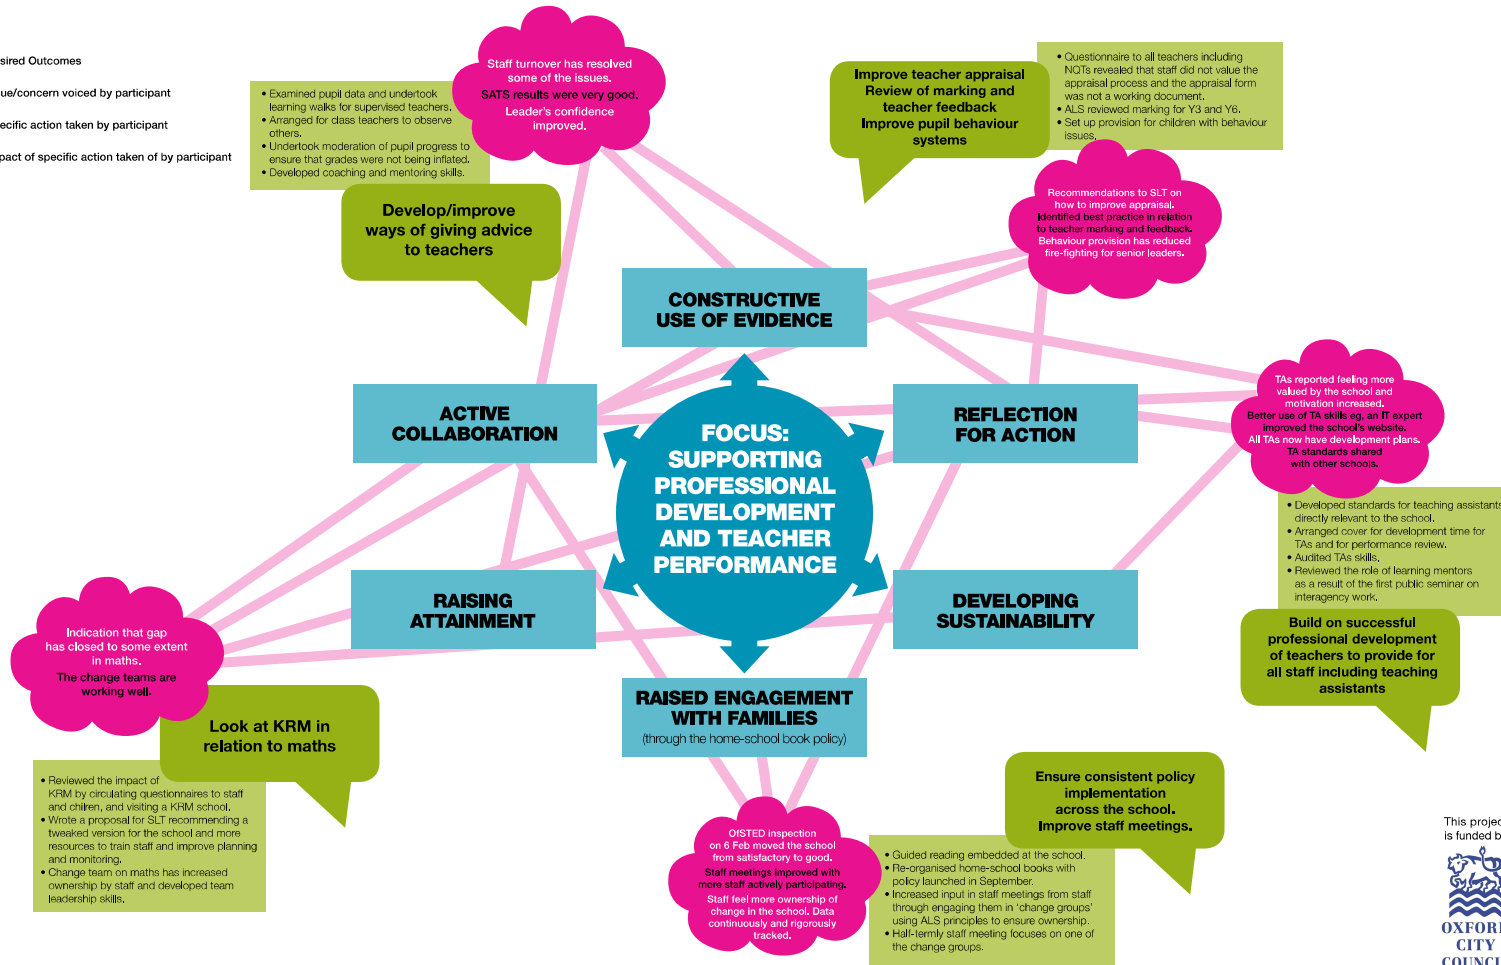 sired Outcomes
ue/concern voiced by participant
ecific action taken by participant
pact of specific action taken of by participant
Staff turnover has resolved
some of the issues.
SATS results were very good.
Leader's confidence
improved.
• Examined pupil data and undertook
learning walks for supervised teachers.
• Arranged for class teachers to observe
others.
• Undertook moderation of pupil progress to
ensure that grades were not being inflated.
• Developed coaching and mentoring skills.
Develop/improve
ways of giving advice
to teachers
Improve teacher appraisal
Review of marking and
teacher feedback
Improve pupil behaviour
systems
• Questionnaire to all teachers including
NQTs revealed that staff did not value the
appraisal process and the appraisal form
was not a working document.
• ALS reviewed marking for Y3 and Y6.
• Set up provision for children with behaviour
issues.
Recommendations to SLT on
how to improve appraisal.
Identified best practice in relation
to teacher marking and feedback.
Behaviour provision has reduced
fire-fighting for senior leaders.
CONSTRUCTIVE
USE OF EVIDENCE
ACTIVE
COLLABORATION
REFLECTION
FOR ACTION
FOCUS:
SUPPORTING
PROFESSIONAL
DEVELOPMENT
AND TEACHER
PERFORMANCE
RAISING
ATTAINMENT
DEVELOPING
SUSTAINABILITY
RAISED ENGAGEMENT
WITH FAMILIES
(through the home-school book policy)
TAs reported feeling more
valued by the school and
motivation increased.
Better use of TA skills eg, an IT expert
improved the school's website.
All TAs now have development plans.
TA standards shared
with other schools.
• Developed standards for teaching assistants
directly relevant to the school.
• Arranged cover for development time for
TAs and for performance review.
• Audited TAs skills.
• Reviewed the role of learning mentors
as a result of the first public seminar on
interagency work.
Build on successful
professional development
of teachers to provide for
all staff including teaching
assistants
Indication that gap
has closed to some extent
in maths.
The change teams are
working well.
Look at KRM in
relation to maths
• Reviewed the impact of
KRM by circulating questionnaires to staff
and chilren, and visiting a KRM school.
• Wrote a proposal for SLT recommending a
tweaked version for the school and more
resources to train staff and improve planning
and monitoring.
• Change team on maths has increased
ownership by staff and developed team
leadership skills.
Ensure consistent policy
implementation
across the school.
Improve staff meetings.
OfSTED inspection
on 6 Feb moved the school
from satisfactory to good.
Staff meetings improved with
more staff actively participating.
Staff feel more ownership of
change in the school. Data
continuously and rigorously
tracked.
• Guided reading embedded at the school.
• Re-organised home-school books with
policy launched in September.
• Increased input in staff meetings from staff
through engaging them in 'change groups'
using ALS principles to ensure ownership.
• Half-termly staff meeting focuses on one of
the change groups.
This projec
is funded b
OXFORD
CITY
COUNCIL